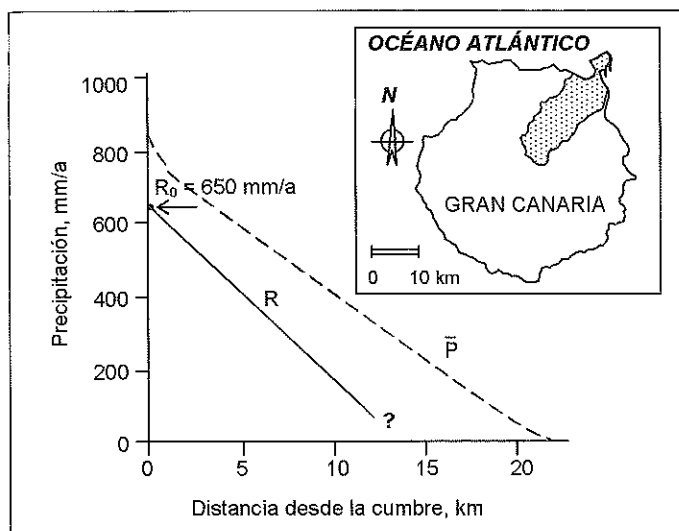 OCÉANO ATLÁNTICO
N
GRAN CANARIA
0 10 km
Precipitación, mm/a
1000
800
600
400
200
0
R₀ = 650 mm/a
R
P̅
?
0 5 10 15 20
Distancia desde la cumbre, km